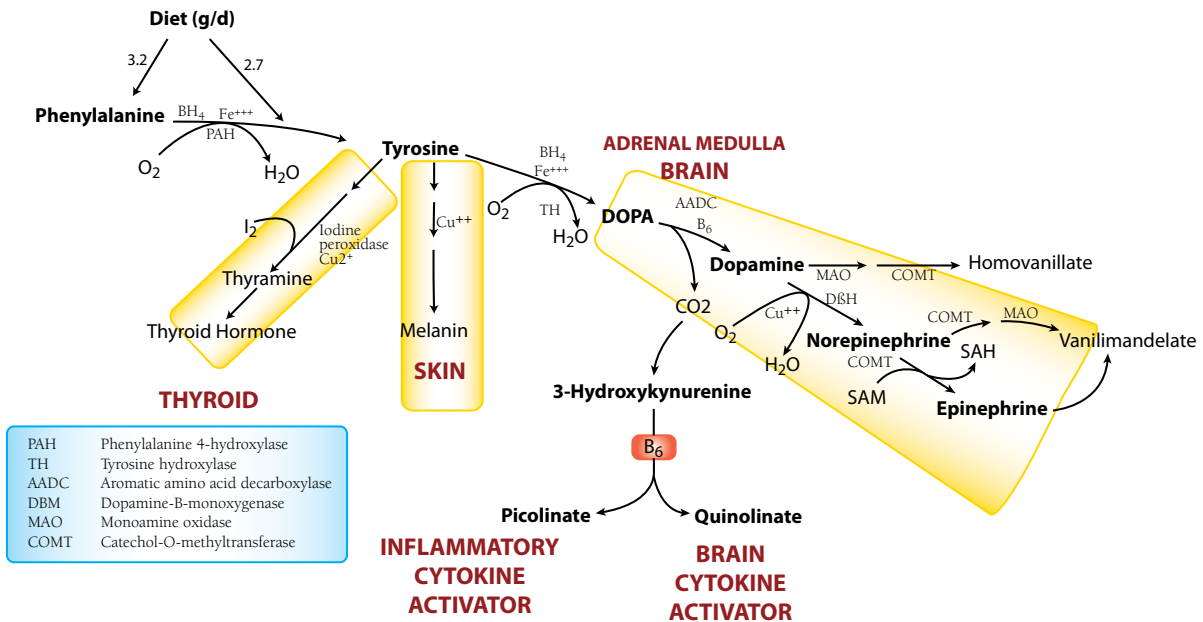 Diet (g/d)
3.2
2.7
Phenylalanine
BH4 Fe+++
PAH
O2
H2O
Tyrosine
BH4
Fe+++
O2
TH
H2O
ADRENAL MEDULLA
BRAIN
DOPA
AADC
B6
Dopamine
MAO
COMT
Homovanillate
CO2
I2
Iodine
peroxidase
Cu2+
Thyramine
Thyroid Hormone
THYROID
Cu++
Melanin
SKIN
O2
Cu++
DßH
H2O
Norepinephrine
COMT
MAO
Vanilimandelate
COMT
SAH
SAM
Epinephrine
3-Hydroxykynurenine
B6
Picolinate
Quinolinate
INFLAMMATORY
CYTOKINE
ACTIVATOR
BRAIN
CYTOKINE
ACTIVATOR
PAH Phenylalanine 4-hydroxylase
TH Tyrosine hydroxylase
AADC Aromatic amino acid decarboxylase
DBM Dopamine-B-monoxygenase
MAO Monoamine oxidase
COMT Catechol-O-methyltransferase